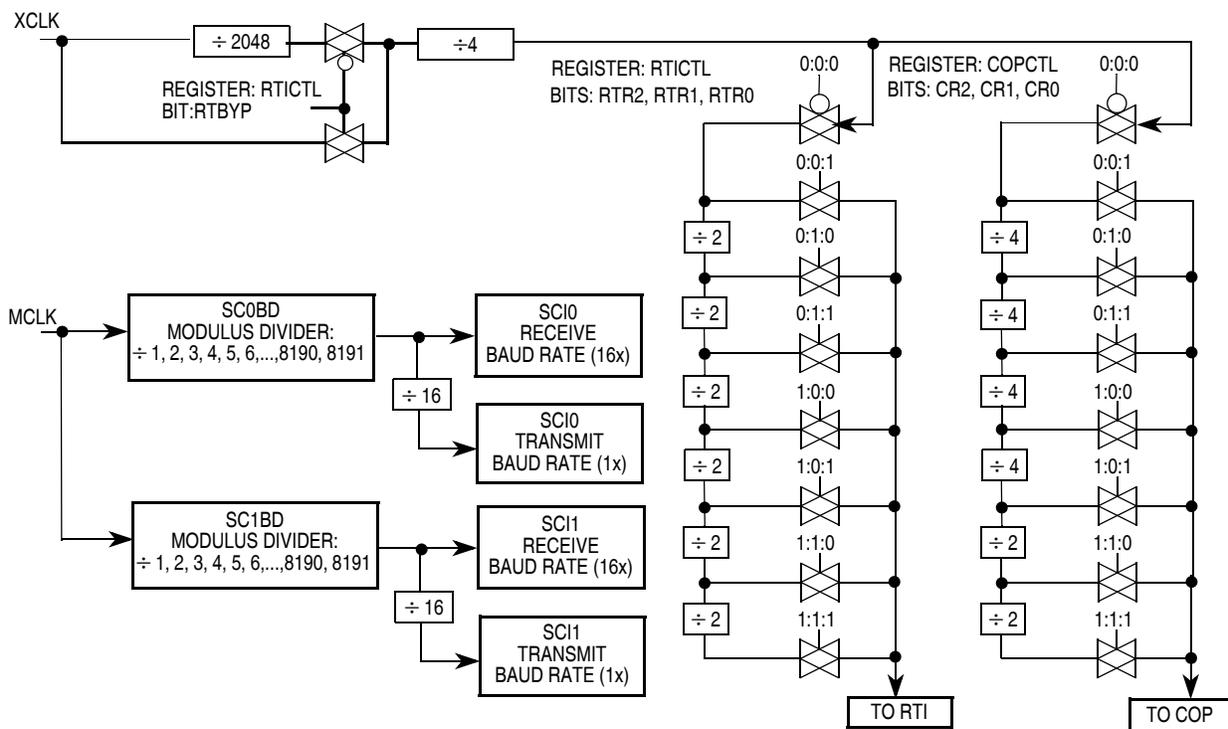 XCLK
÷ 2048
÷4
REGISTER: RTICTL
BIT:RTBYP
REGISTER: RTICTL
BITS: RTR2, RTR1, RTR0
0:0:0
0:0:1
÷ 2
0:1:0
÷ 2
0:1:1
÷ 2
1:0:0
÷ 2
1:0:1
÷ 2
1:1:0
÷ 2
1:1:1
TO RTI
REGISTER: COPCTL
BITS: CR2, CR1, CR0
0:0:0
0:0:1
÷ 4
0:1:0
÷ 4
0:1:1
÷ 4
1:0:0
÷ 4
1:0:1
÷ 2
1:1:0
÷ 2
1:1:1
TO COP
MCLK
SC0BD
MODULUS DIVIDER:
÷ 1, 2, 3, 4, 5, 6,...,8190, 8191
SCI0
RECEIVE
BAUD RATE (16x)
÷ 16
SCI0
TRANSMIT
BAUD RATE (1x)
SC1BD
MODULUS DIVIDER:
÷ 1, 2, 3, 4, 5, 6,...,8190, 8191
SCI1
RECEIVE
BAUD RATE (16x)
÷ 16
SCI1
TRANSMIT
BAUD RATE (1x)